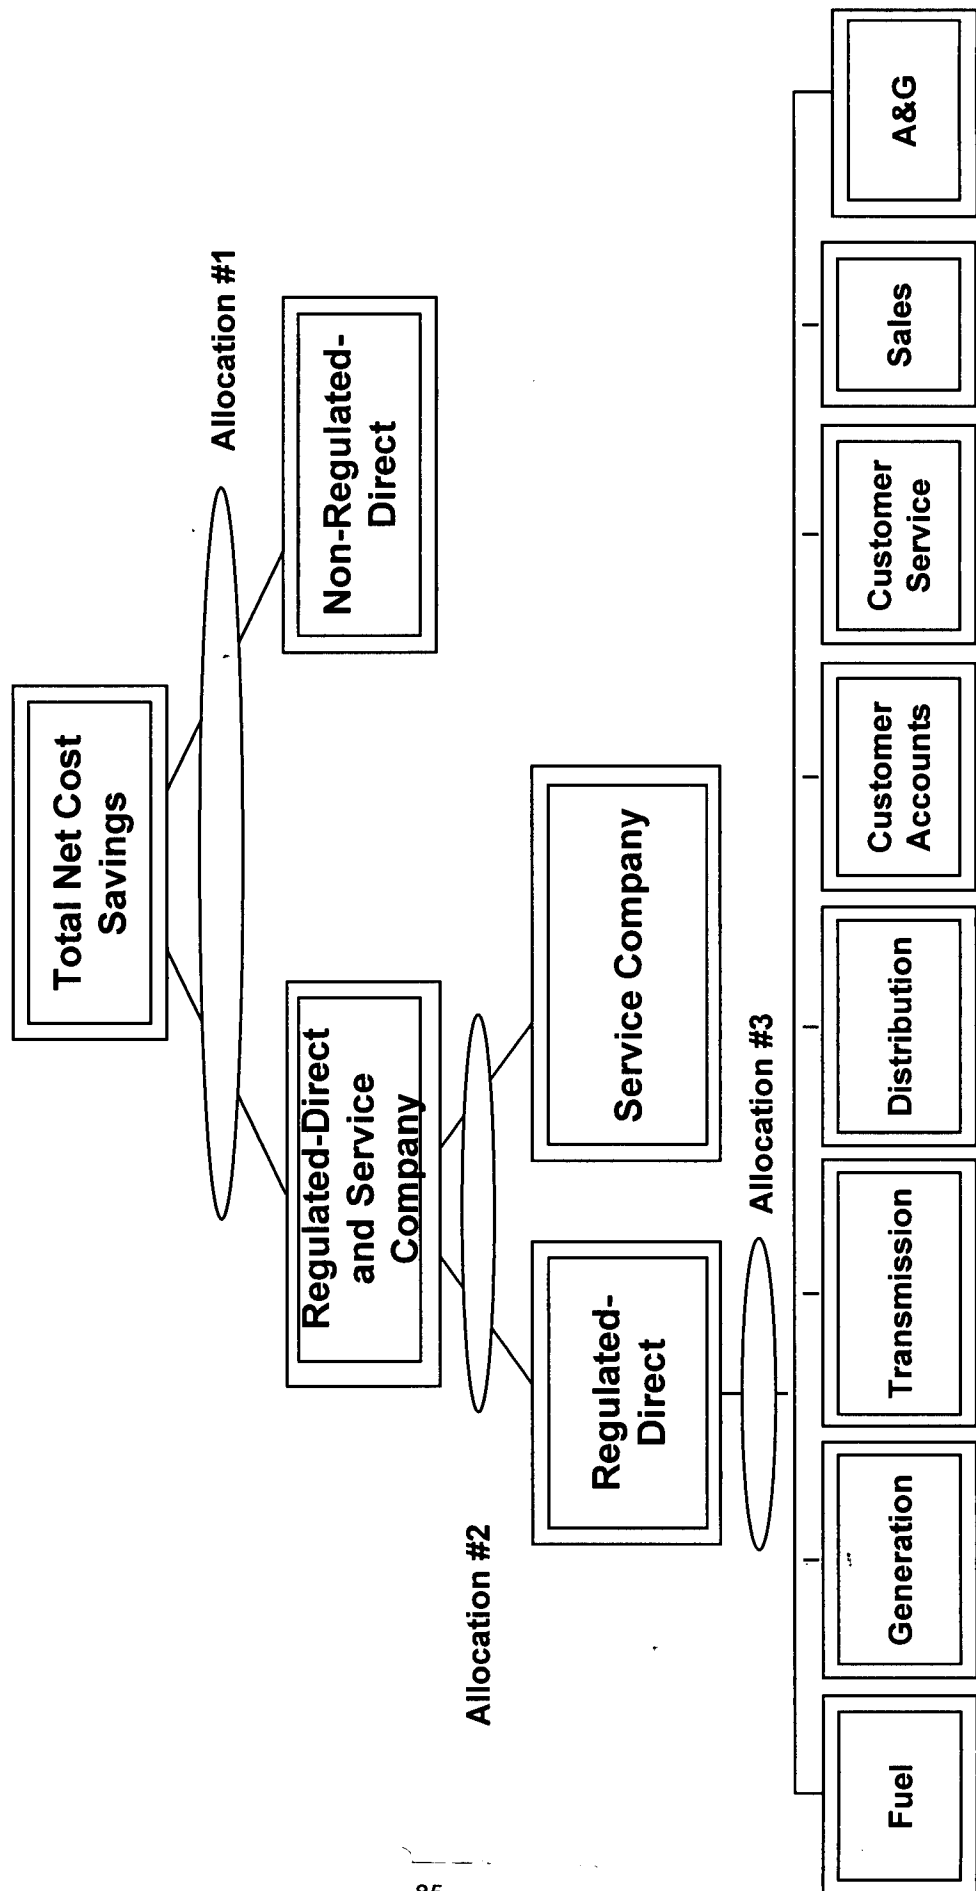 Total Net Cost
Savings
Allocation #1
Regulated-Direct
and Service
Company
Non-Regulated-
Direct
Allocation #2
Regulated-
Direct
Service Company
Allocation #3
Fuel
Generation
Transmission
Distribution
Customer
Accounts
Customer
Service
Sales
A&G
85